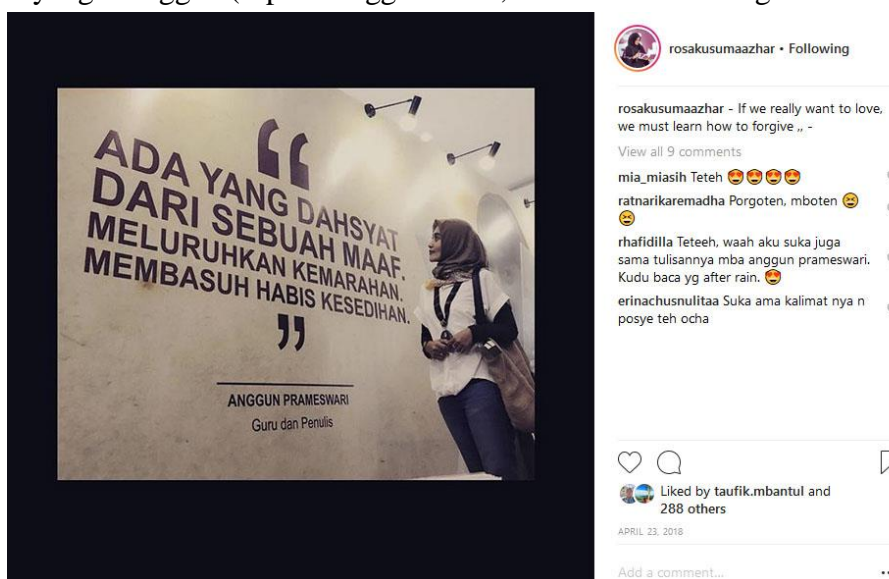 rosakusumaazhar • Following
“
ADA YANG DAHSYAT
DARI SEBUAH MAAF.
MELURUHKAN KEMARAHAN.
MEMBASUH HABIS KESEDIHAN.
”
ANGGUN PRAMESWARI
Guru dan Penulis
rosakusumaazhar - If we really want to love,
we must learn how to forgive ,, -
View all 9 comments
mia_miasih Teteh 😍😍😍😍
ratnarikaremadha Porgoten, mboten 😆
😆
rhafidilla Teteeh, waah aku suka juga
sama tulisannya mba anggun prameswari.
Kudu baca yg after rain. 😍
erinachusnulitaa Suka ama kalimat nya n
posye teh ocha
Liked by taufik.mbantul and
288 others
APRIL 23, 2018
Add a comment...